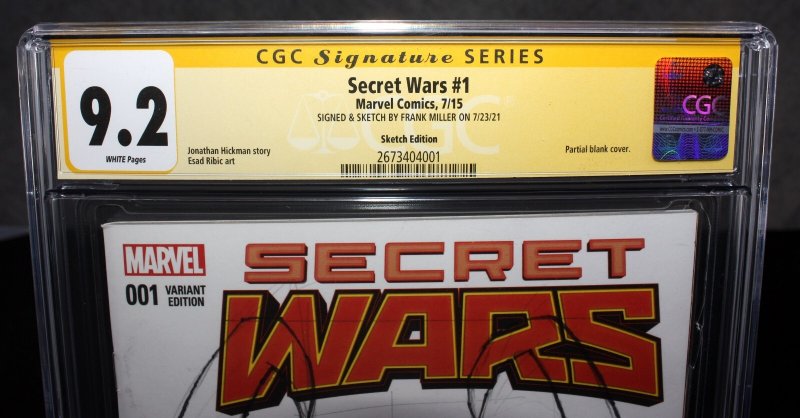 CGC Signature SERIES
9.2
WHITE Pages
Secret Wars #1
Marvel Comics, 7/15
SIGNED & SKETCH BY FRANK MILLER ON 7/23/21
Sketch Edition
Jonathan Hickman story
Esad Ribic art
Partial blank cover.
2673404001
CGC
CGC
MARVEL
001 VARIANT
EDITION
SECRET
WARS